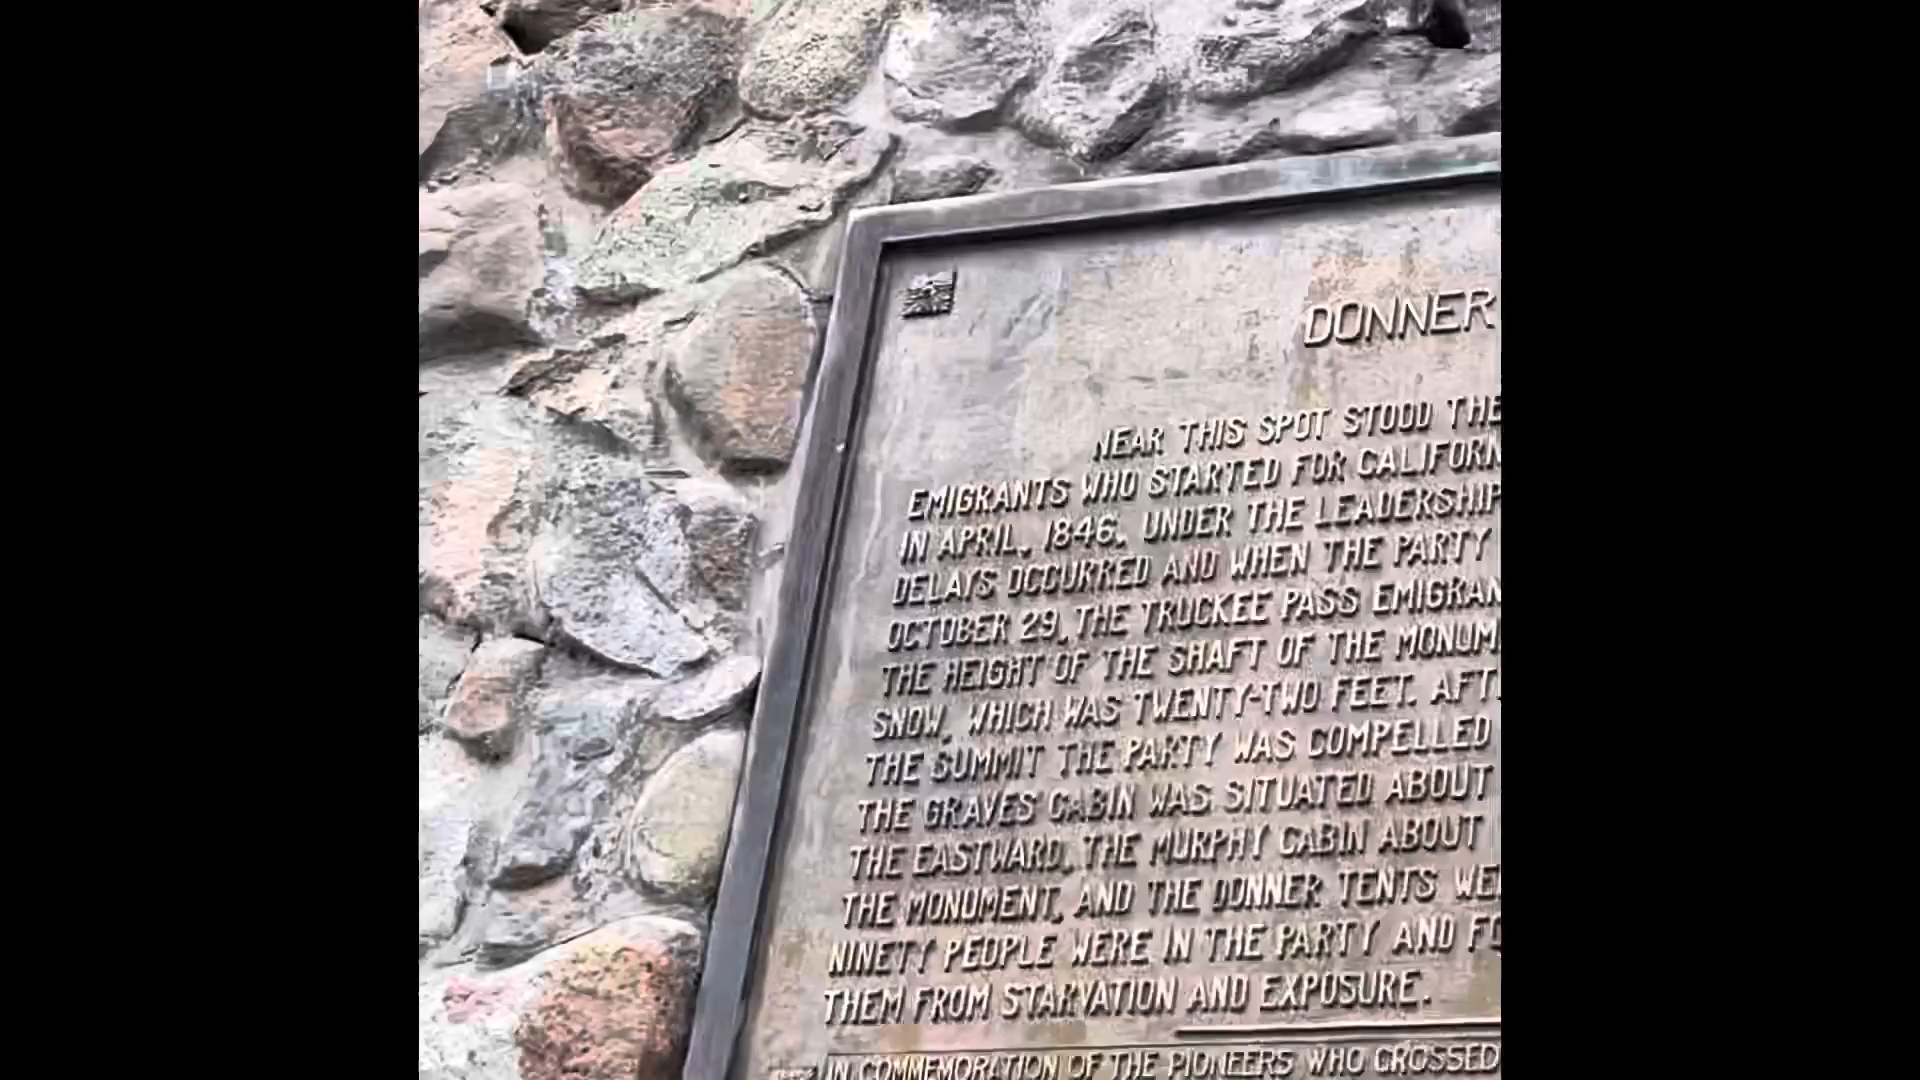 DONNER
NEAR THIS SPOT STOOD THE
EMIGRANTS WHO STARTED FOR CALIFORN
IN APRIL, 1846, UNDER THE LEADERSHIP
DELAYS OCCURRED AND WHEN THE PARTY
OCTOBER 29, THE TRUCKEE PASS EMIGRAN
THE HEIGHT OF THE SHAFT OF THE MONUM
SNOW, WHICH WAS TWENTY-TWO FEET. AFT
THE SUMMIT THE PARTY WAS COMPELLED
THE GRAVES CABIN WAS SITUATED ABOUT
THE EASTWARD, THE MURPHY CABIN ABOUT
THE MONUMENT, AND THE DONNER TENTS WE
NINETY PEOPLE WERE IN THE PARTY AND FO
THEM FROM STARVATION AND EXPOSURE.
IN COMMEMORATION OF THE PIONEERS WHO CROSSED